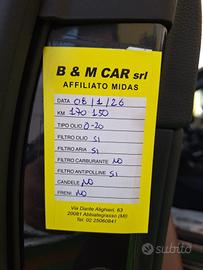 B & M CAR srl
AFFILIATO MIDAS
DATA 08/1/26
KM 170 150
TIPO OLIO 0-20
FILTRO OLIO SI
FILTRO ARIA SI
FILTRO CARBURANTE NO
FILTRO ANTIPOLLINE SI
CANDELE NO
FRENI NO
Via Dante Alighieri, 63
20081 Abbiategrasso (MI)
Tel. 02 25060941
subito